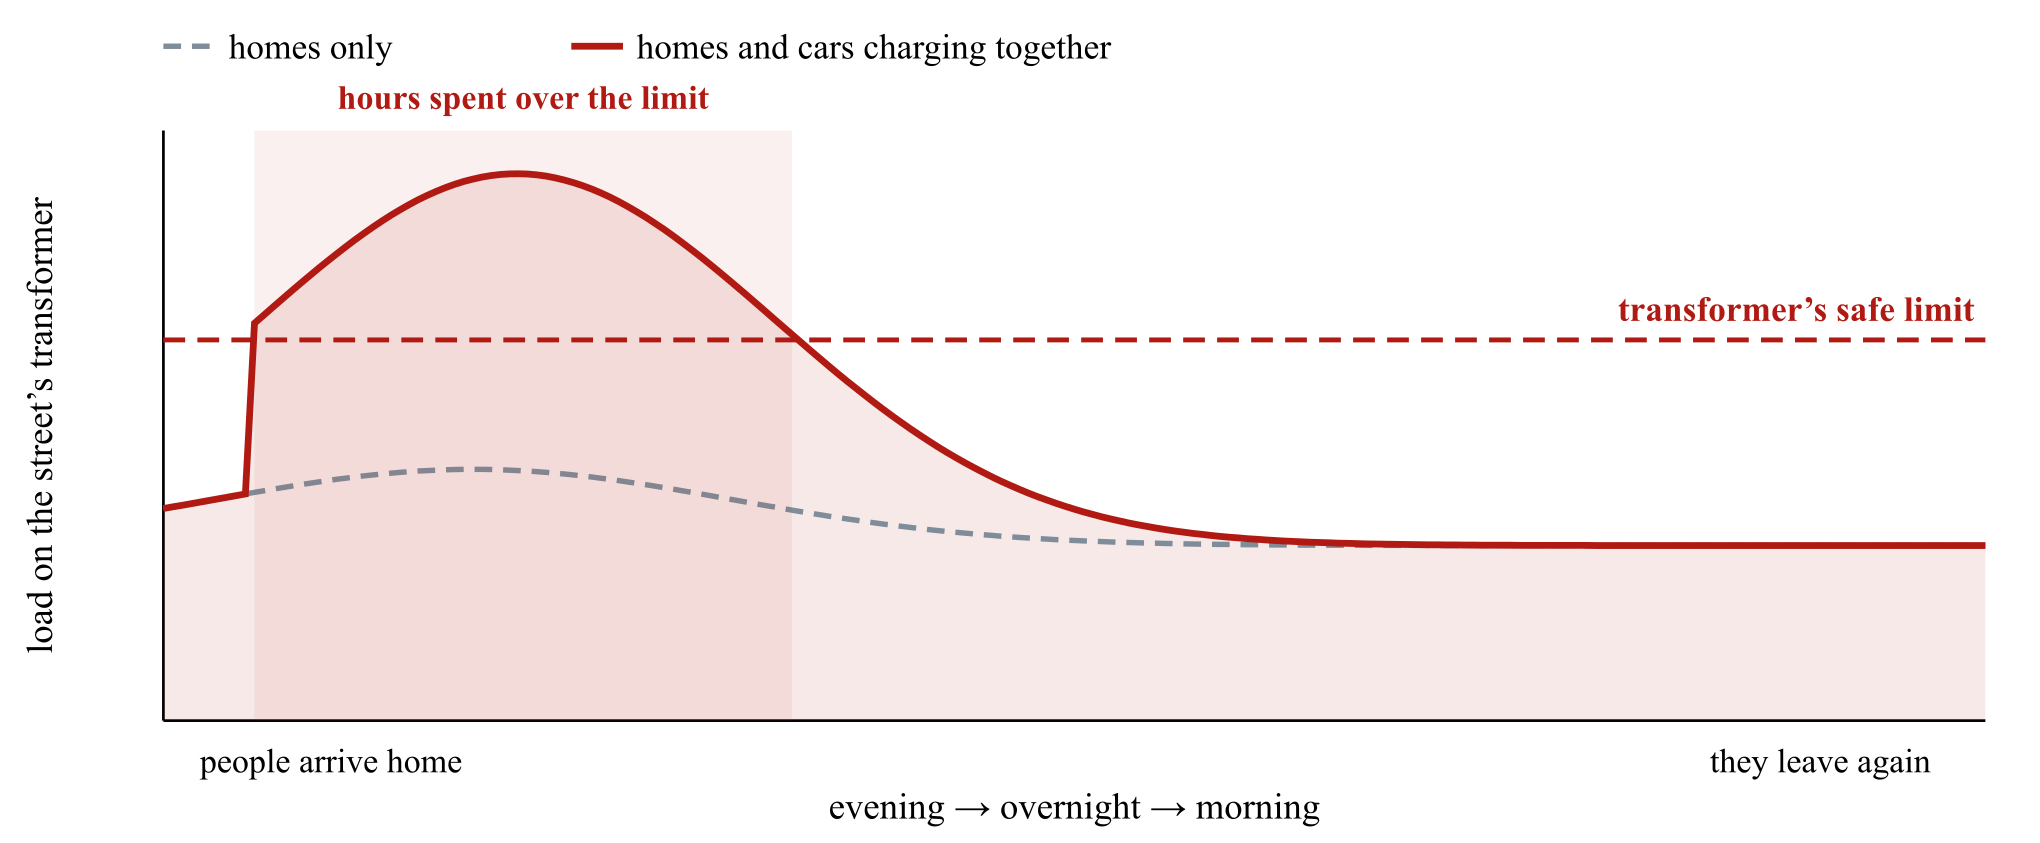 homes only
homes and cars charging together
hours spent over the limit
transformer’s safe limit
load on the street’s transformer
people arrive home
they leave again
evening → overnight → morning